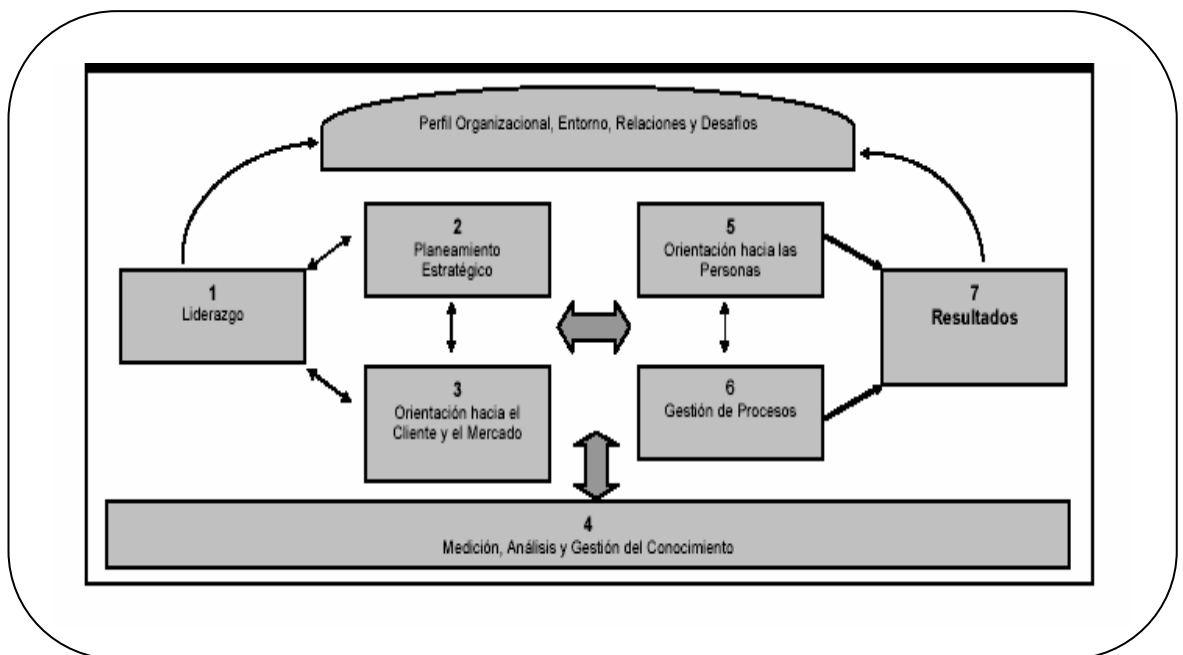 Perfil Organizacional, Entorno, Relaciones y Desafíos
1
Liderazgo
2
Planeamiento
Estratégico
3
Orientación hacia el
Cliente y el Mercado
5
Orientación hacia las
Personas
6
Gestión de Procesos
7
Resultados
4
Medición, Análisis y Gestión del Conocimiento